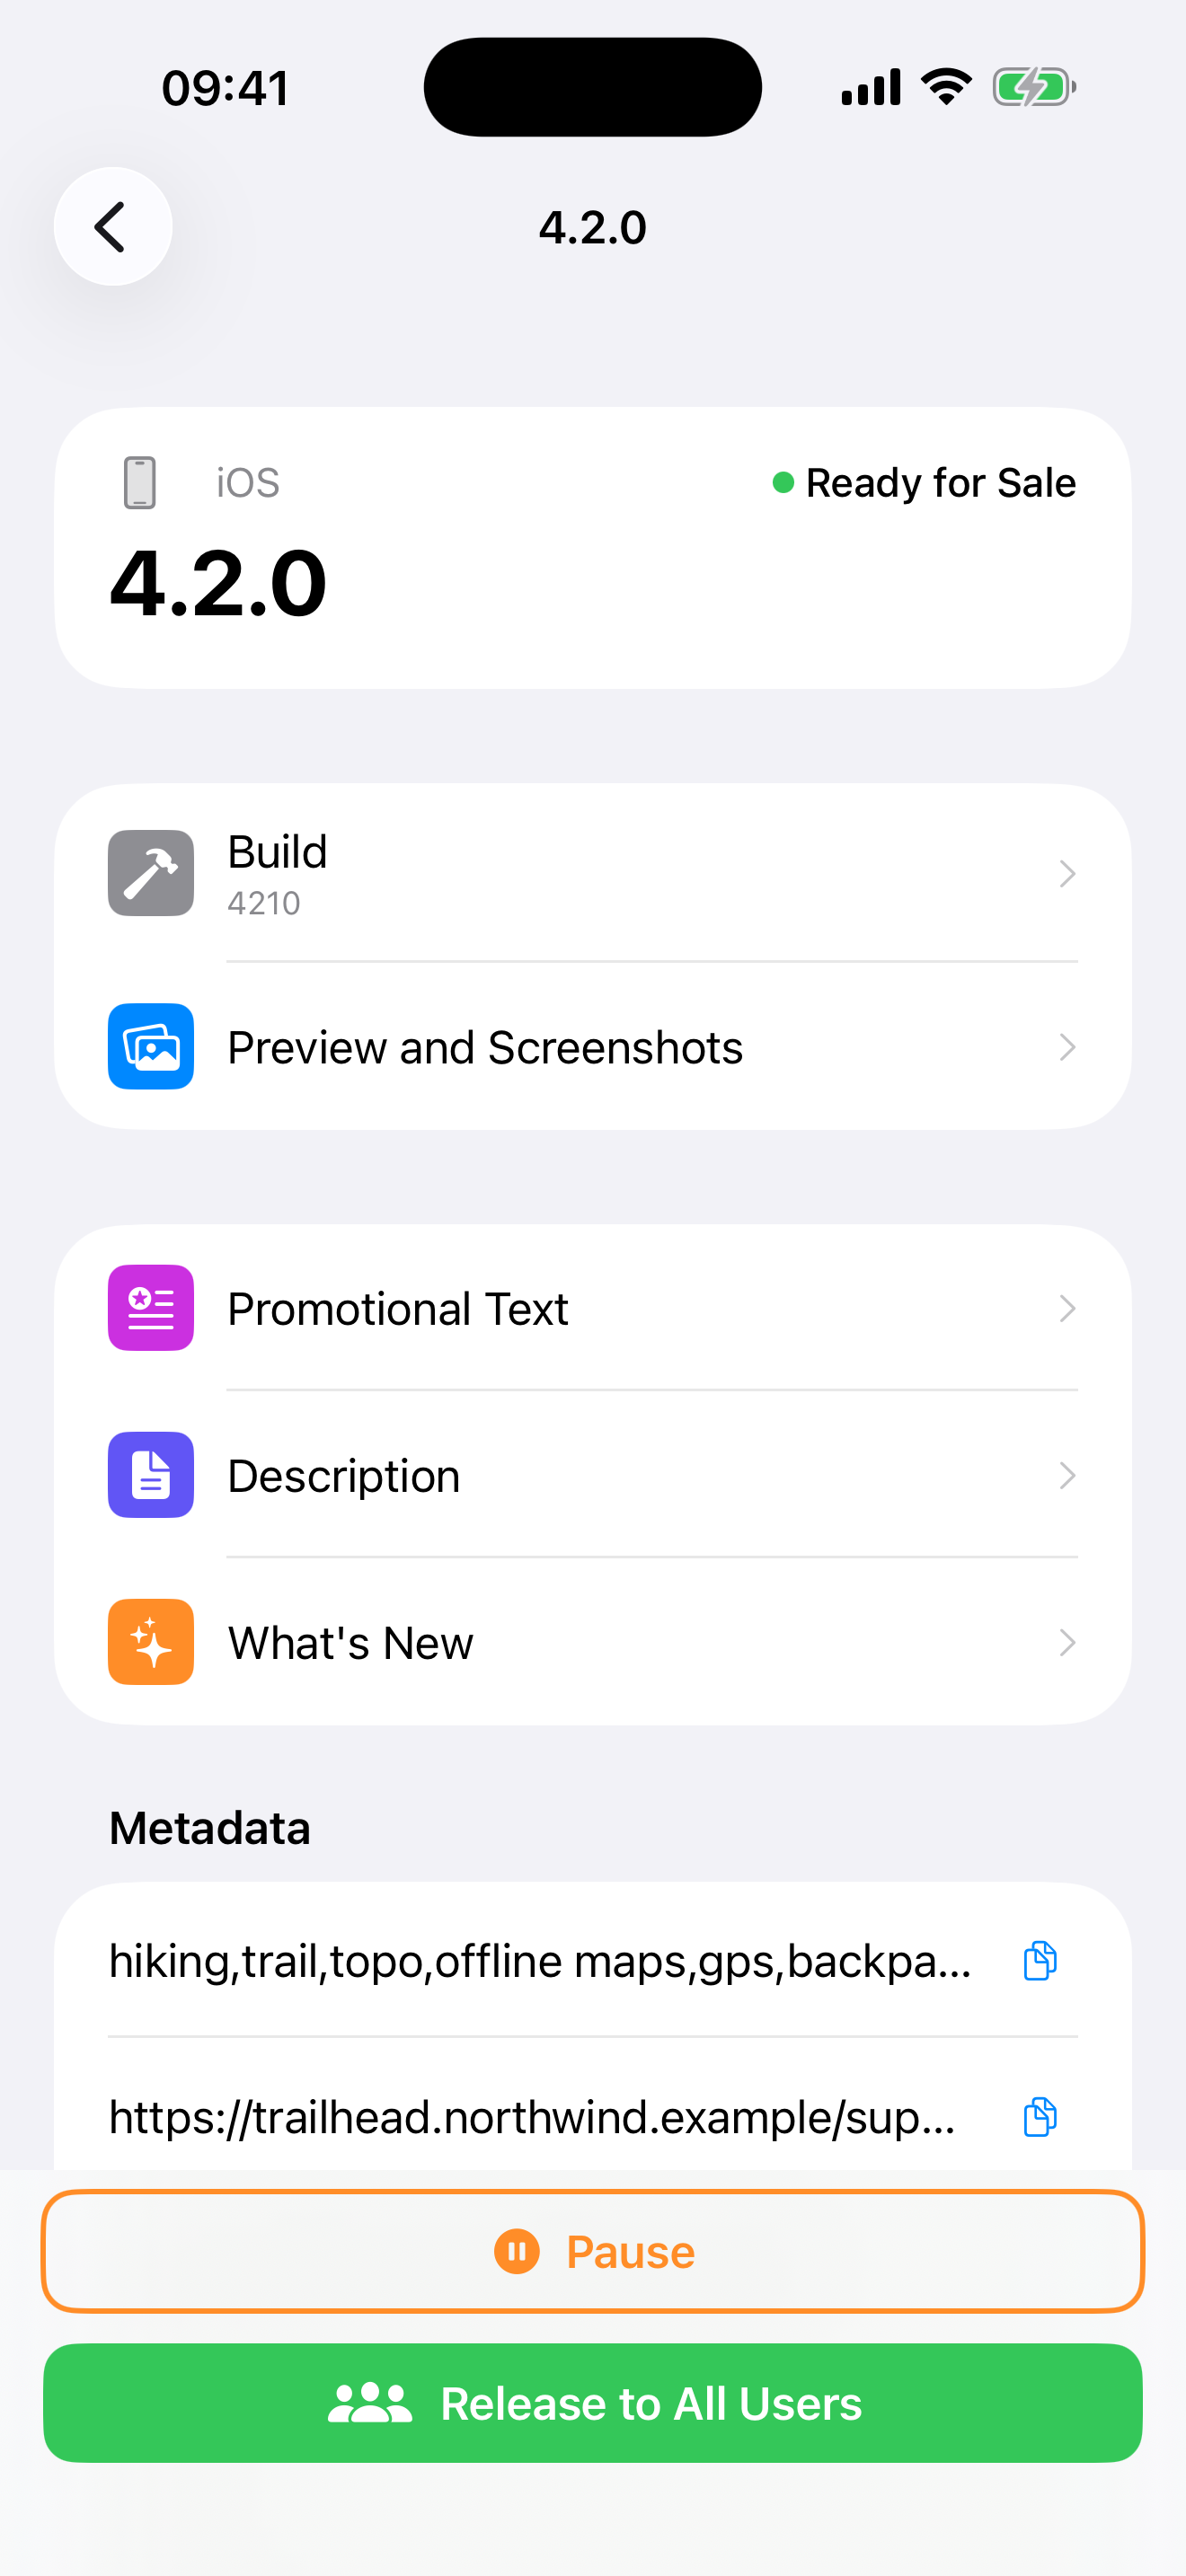 09:41
4.2.0
iOS
Ready for Sale
4.2.0
Build
4210
Preview and Screenshots
Promotional Text
Description
What's New
Metadata
hiking,trail,topo,offline maps,gps,backpa...
https://trailhead.northwind.example/sup...
Pause
Release to All Users